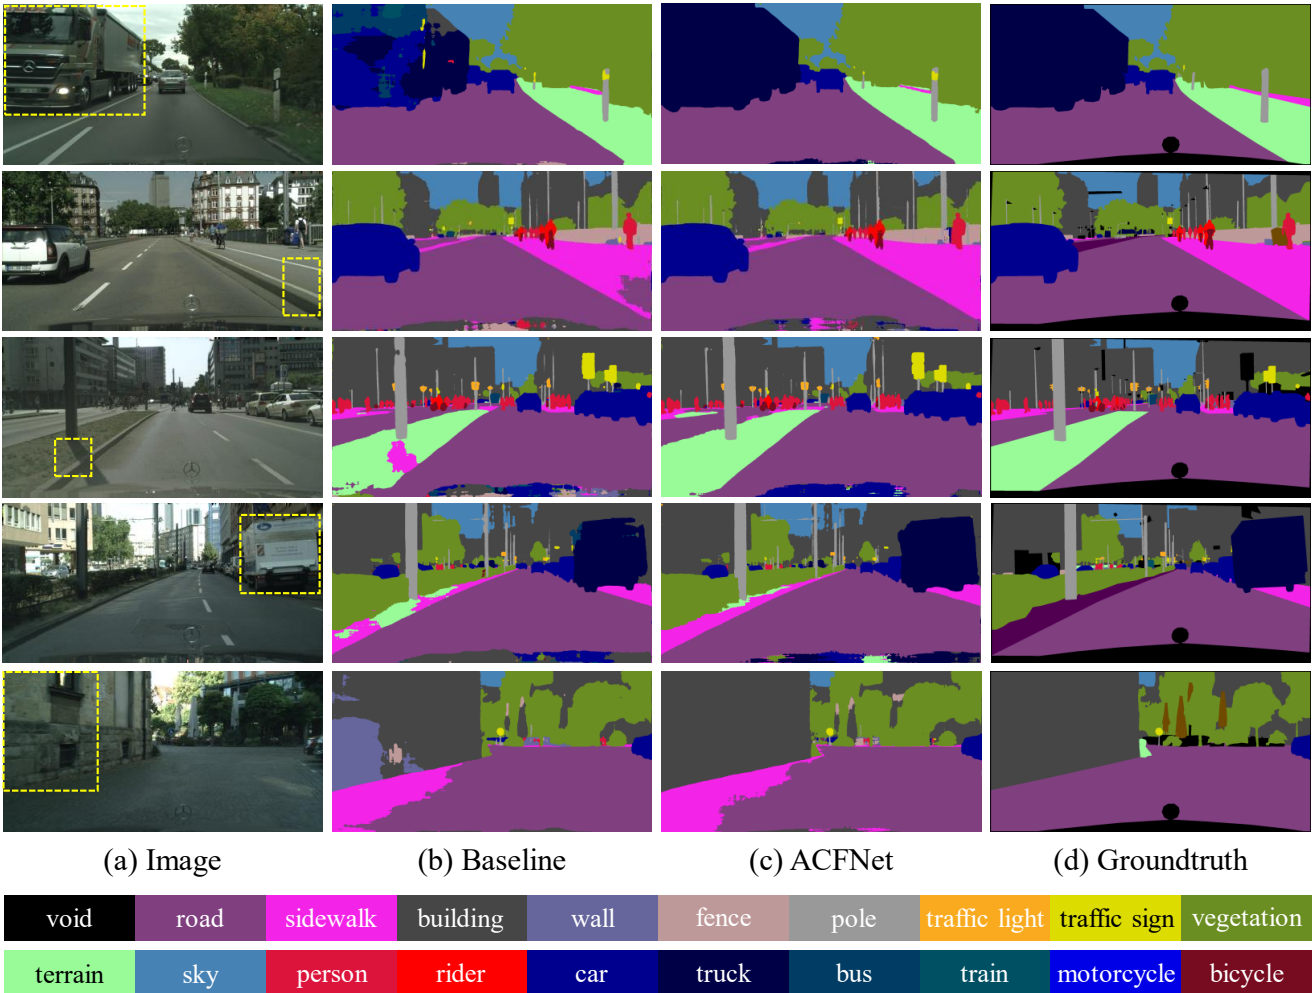 (a) Image (b) Baseline (c) ACFNet (d) Groundtruth
void road sidewalk building wall fence pole traffic light traffic sign vegetation
terrain sky person rider car truck bus train motorcycle bicycle